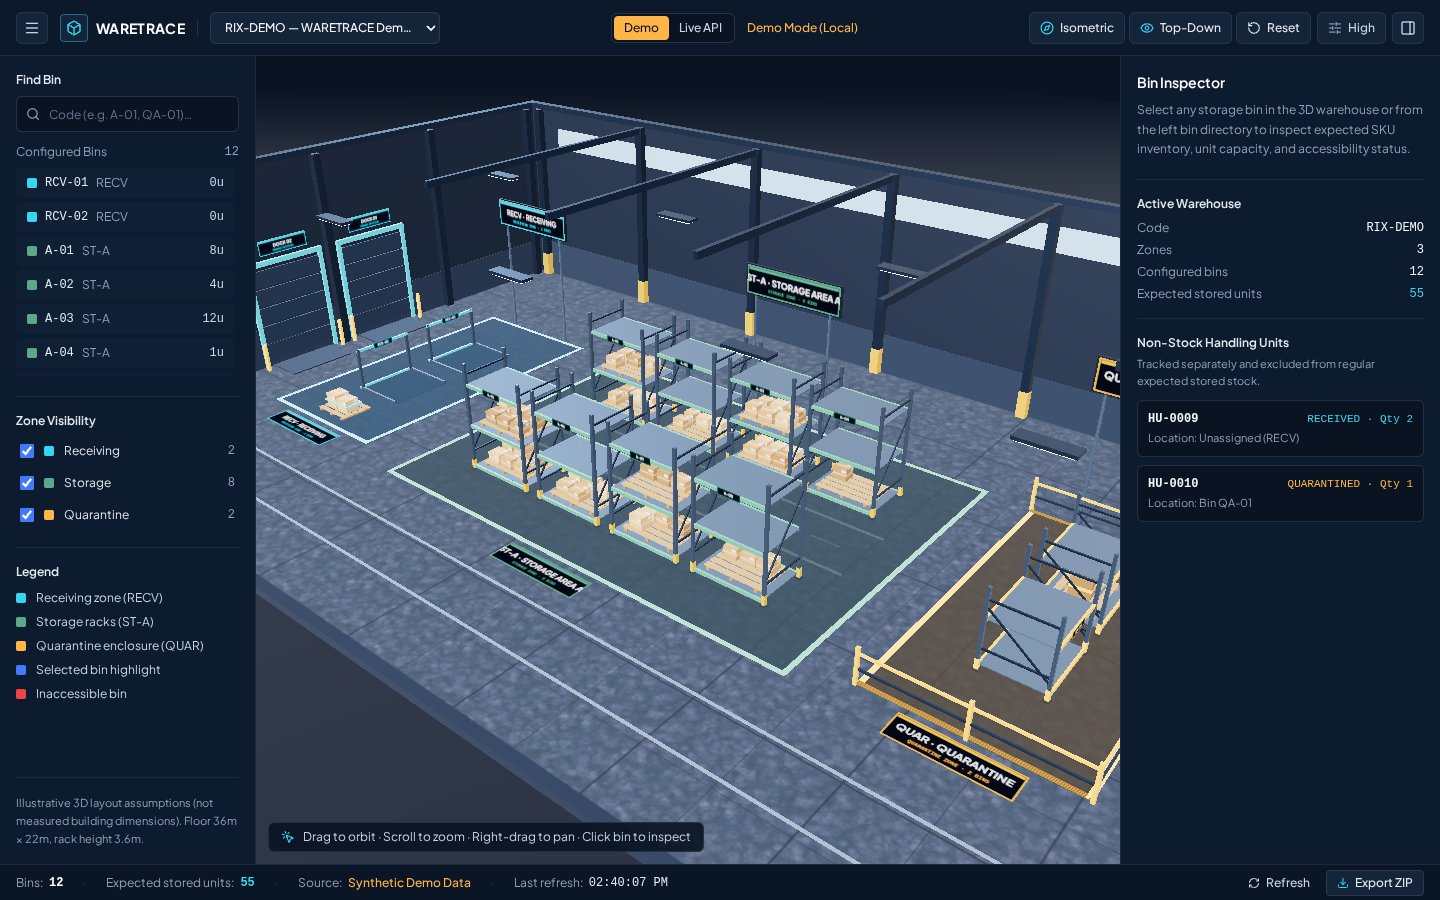 WARETRACE
RIX-DEMO — WARETRACE Dem...
Demo
Live API
Demo Mode (Local)
Isometric
Top-Down
Reset
High
Find Bin
Code (e.g. A-01, QA-01)...
Configured Bins 12
RCV-01 RECV 0u
RCV-02 RECV 0u
A-01 ST-A 8u
A-02 ST-A 4u
A-03 ST-A 12u
A-04 ST-A 1u
Zone Visibility
Receiving 2
Storage 8
Quarantine 2
Legend
Receiving zone (RECV)
Storage racks (ST-A)
Quarantine enclosure (QUAR)
Selected bin highlight
Inaccessible bin
Illustrative 3D layout assumptions (not
measured building dimensions). Floor 36m
× 22m, rack height 3.6m.
RECV · RECEIVING
ST-A · STORAGE AREA A
QU
ST-A · STORAGE AREA A
QUAR · QUARANTINE
QUARANTINE ZONE · 2 BINS
Drag to orbit · Scroll to zoom · Right-drag to pan · Click bin to inspect
Bin Inspector
Select any storage bin in the 3D warehouse or from
the left bin directory to inspect expected SKU
inventory, unit capacity, and accessibility status.
Active Warehouse
Code RIX-DEMO
Zones 3
Configured bins 12
Expected stored units 55
Non-Stock Handling Units
Tracked separately and excluded from regular
expected stored stock.
HU-0009 RECEIVED · Qty 2
Location: Unassigned (RECV)
HU-0010 QUARANTINED · Qty 1
Location: Bin QA-01
Bins: 12 · Expected stored units: 55 · Source: Synthetic Demo Data · Last refresh: 02:40:07 PM
Refresh
Export ZIP